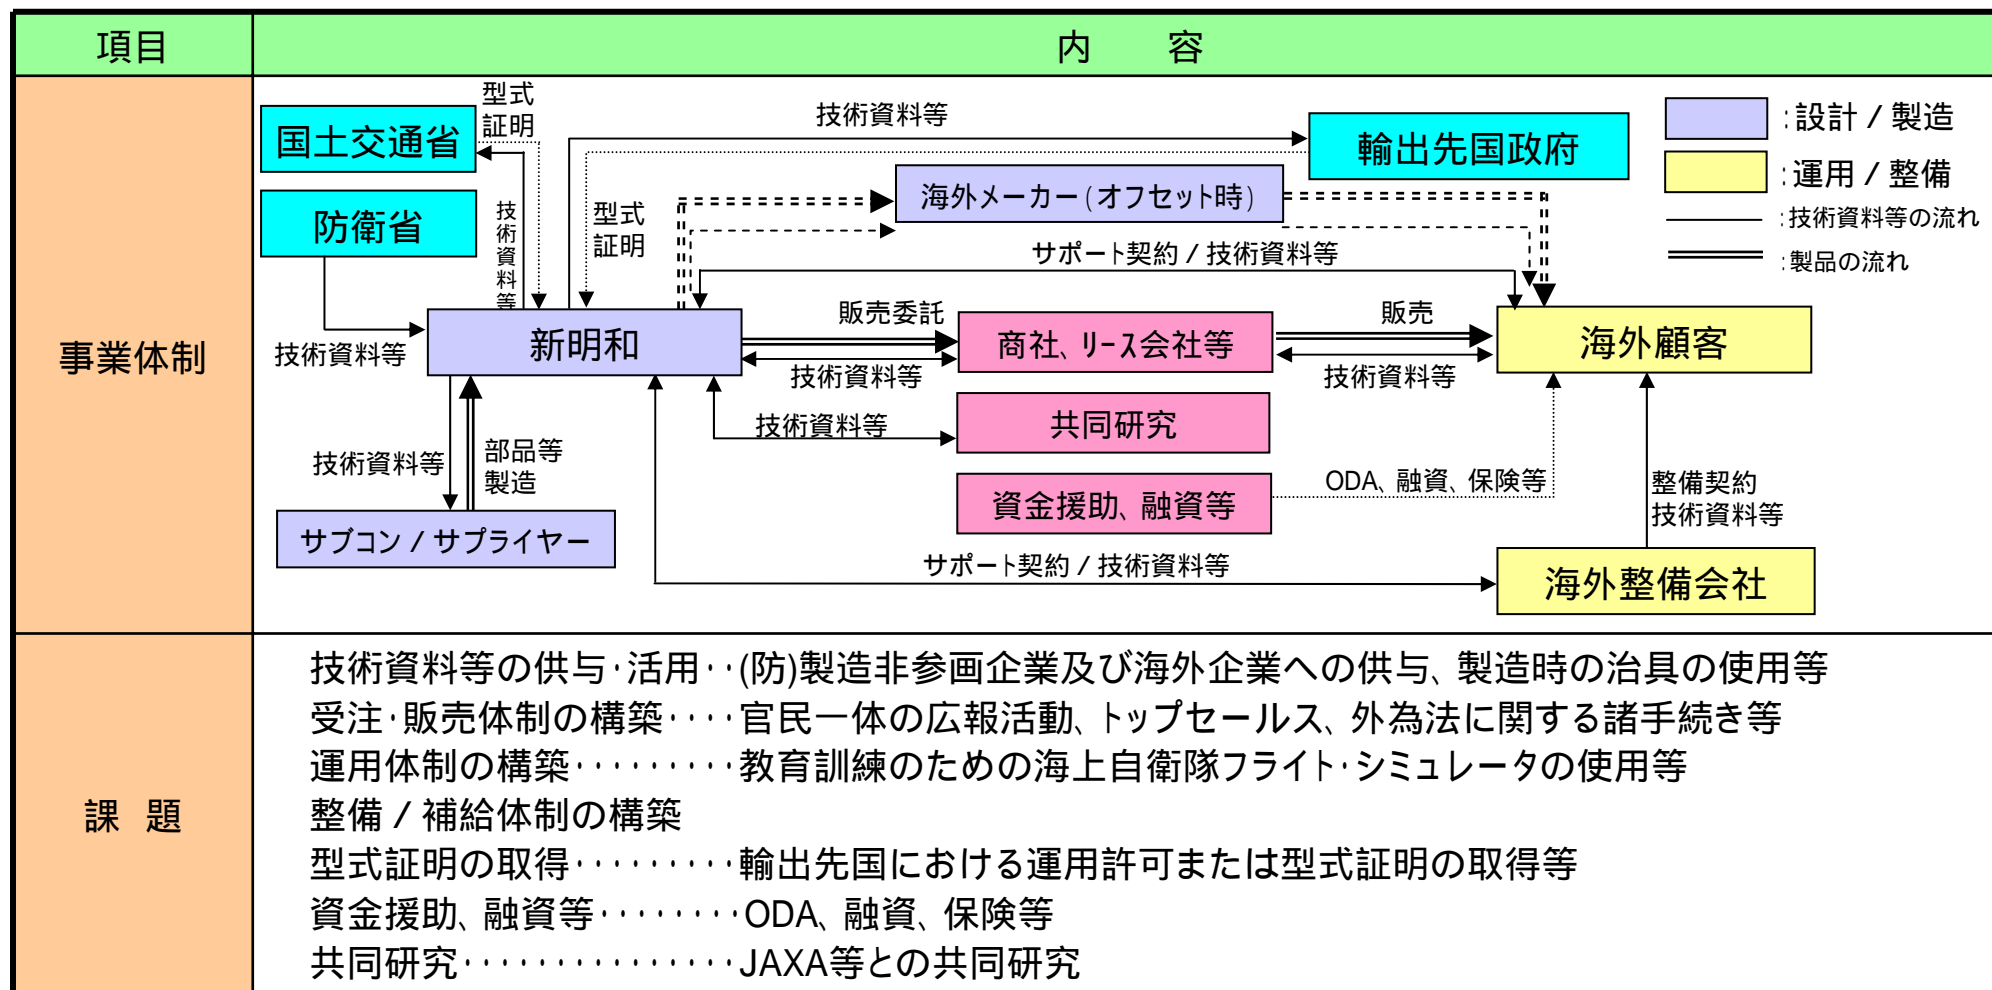 項目
内 容
事業体制
国土交通省
型式
証明
技術資料等
輸出先国政府
:設計 / 製造
:運用 / 整備
:技術資料等の流れ
:製品の流れ
防衛省
技術資料等
型式
証明
海外メーカー(オフセット時)
サポート契約 / 技術資料等
技術資料等
新明和
販売委託
技術資料等
商社、リース会社等
販売
技術資料等
海外顧客
技術資料等
共同研究
技術資料等
部品等
製造
資金援助、融資等
ODA、融資、保険等
整備契約
技術資料等
サブコン / サプライヤー
サポート契約 / 技術資料等
海外整備会社
課 題
技術資料等の供与・活用・・(防)製造非参画企業及び海外企業への供与、製造時の治具の使用等
受注・販売体制の構築・・・・官民一体の広報活動、トップセールス、外為法に関する諸手続き等
運用体制の構築・・・・・・・・・教育訓練のための海上自衛隊フライト・シミュレータの使用等
整備 / 補給体制の構築
型式証明の取得・・・・・・・・・輸出先国における運用許可または型式証明の取得等
資金援助、融資等・・・・・・・・ODA、融資、保険等
共同研究・・・・・・・・・・・・・・・JAXA等との共同研究